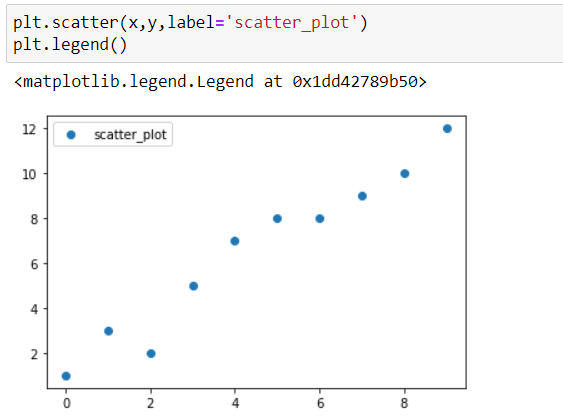 plt.scatter(x,y,label='scatter_plot')
plt.legend()
<matplotlib.legend.Legend at 0x1dd42789b50>
scatter_plot
12
10
8
6
4
2
0 2 4 6 8